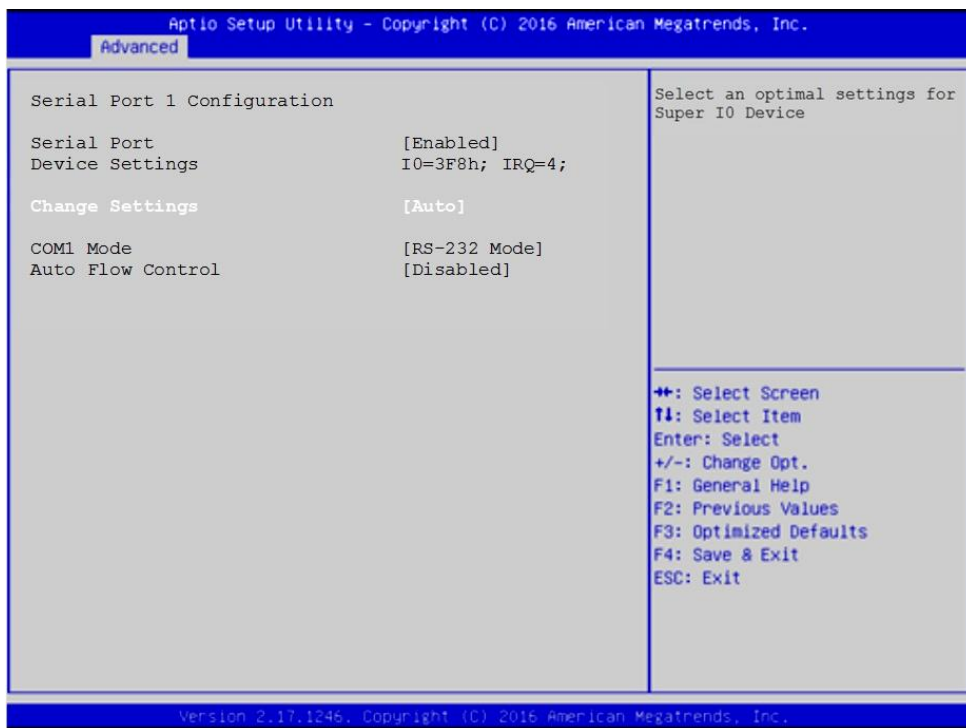 Aptio Setup Utility - Copyright (C) 2016 American Megatrends, Inc.
Advanced
Serial Port 1 Configuration
Serial Port [Enabled]
Device Settings I0=3F8h; IRQ=4;
Change Settings [Auto]
COM1 Mode [RS-232 Mode]
Auto Flow Control [Disabled]
Select an optimal settings for
Super I0 Device
→←: Select Screen
↑↓: Select Item
Enter: Select
+/-: Change Opt.
F1: General Help
F2: Previous Values
F3: Optimized Defaults
F4: Save & Exit
ESC: Exit
Version 2.17.1246. Copyright (C) 2016 American Megatrends, Inc.